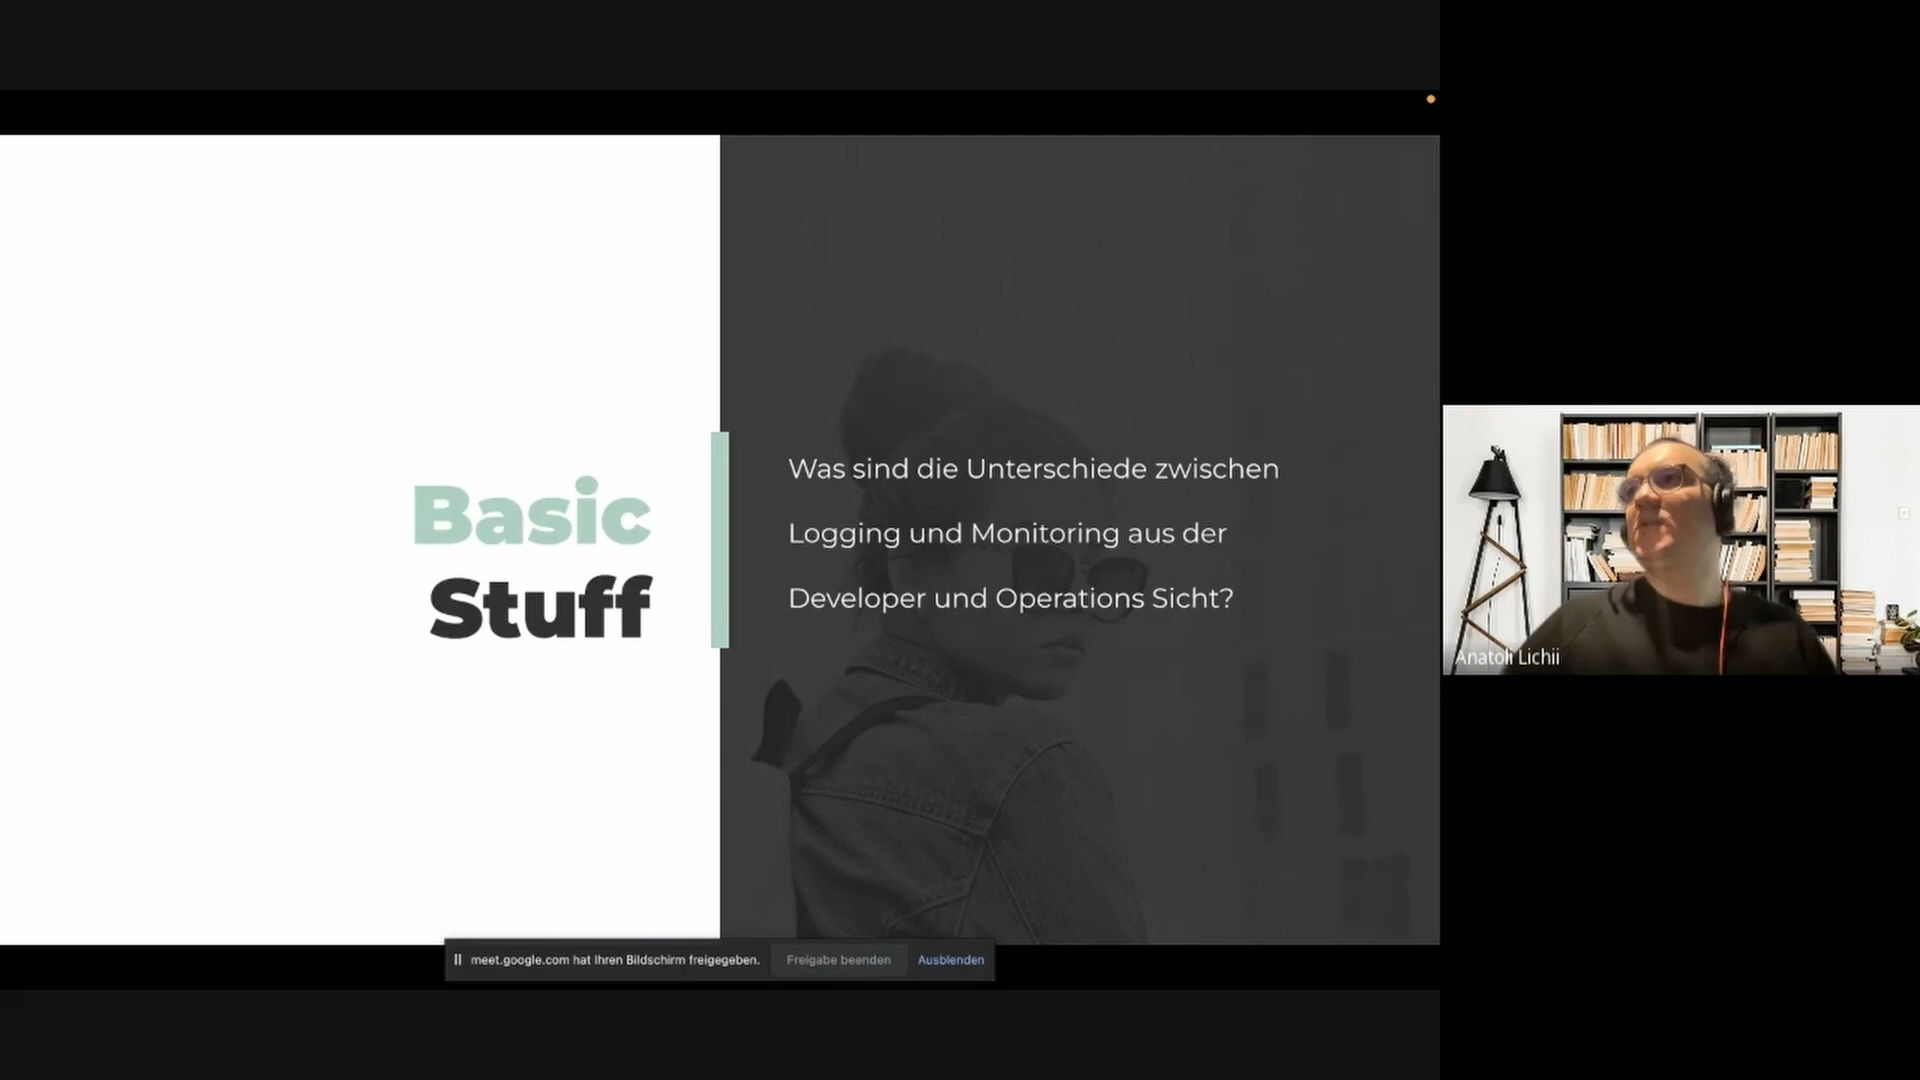 Basic
Stuff
Was sind die Unterschiede zwischen
Logging und Monitoring aus der
Developer und Operations Sicht?
Anatoli Lichii
meet.google.com hat Ihren Bildschirm freigegeben.
Freigabe beenden
Ausblenden